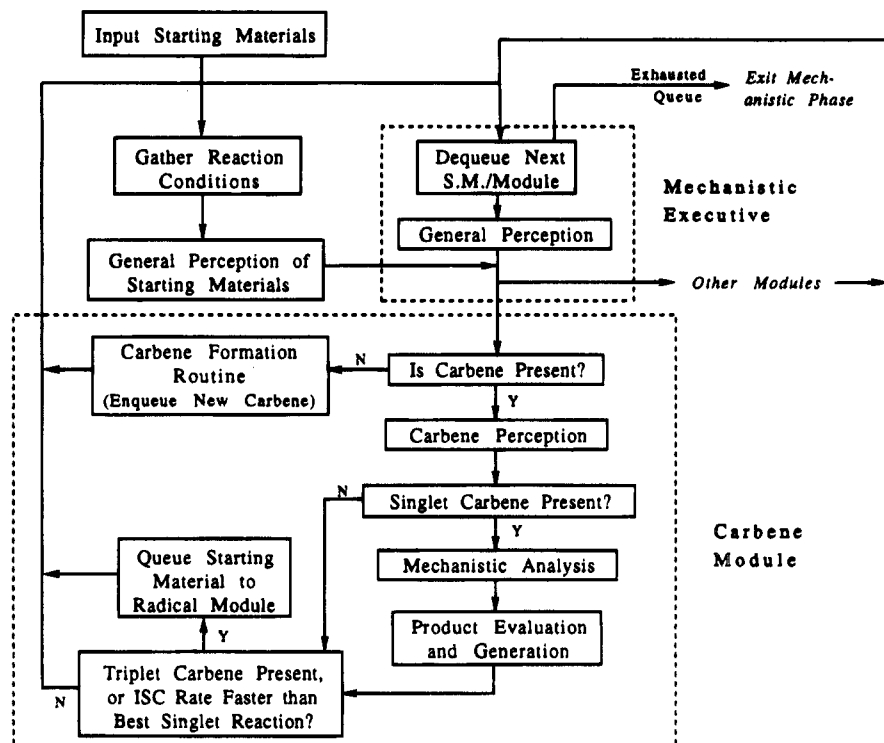 Input Starting Materials
Exhausted
Queue
Exit Mech-
anistic Phase
Gather Reaction
Conditions
Dequeue Next
S.M./Module
Mechanistic
Executive
General Perception
General Perception of
Starting Materials
Other Modules
Carbene Formation
Routine
(Enqueue New Carbene)
N
Is Carbene Present?
Y
Carbene Perception
N
Singlet Carbene Present?
Y
Carbene
Module
Queue Starting
Material to
Radical Module
Mechanistic Analysis
Y
Product Evaluation
and Generation
N
Triplet Carbene Present,
or ISC Rate Faster than
Best Singlet Reaction?